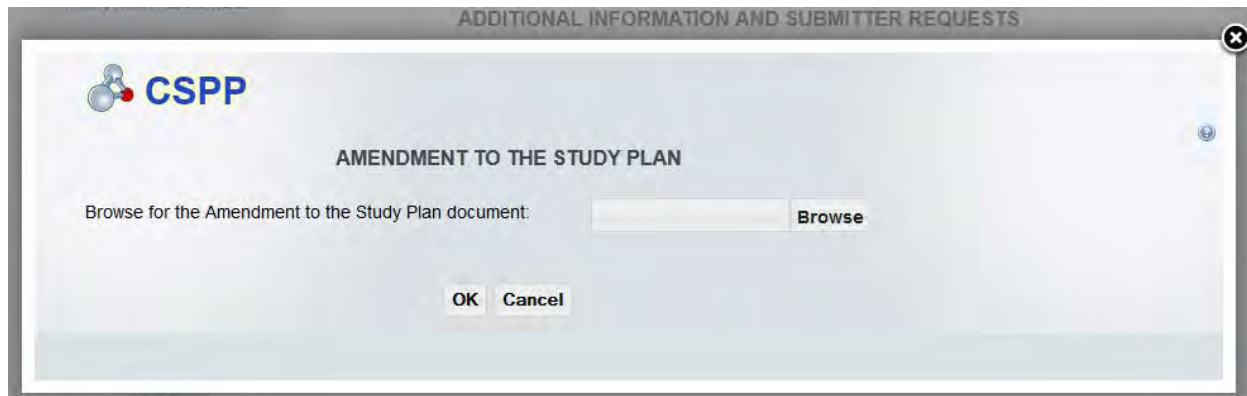 ADDITIONAL INFORMATION AND SUBMITTER REQUESTS
CSPP
AMENDMENT TO THE STUDY PLAN
Browse for the Amendment to the Study Plan document:
Browse
OK Cancel